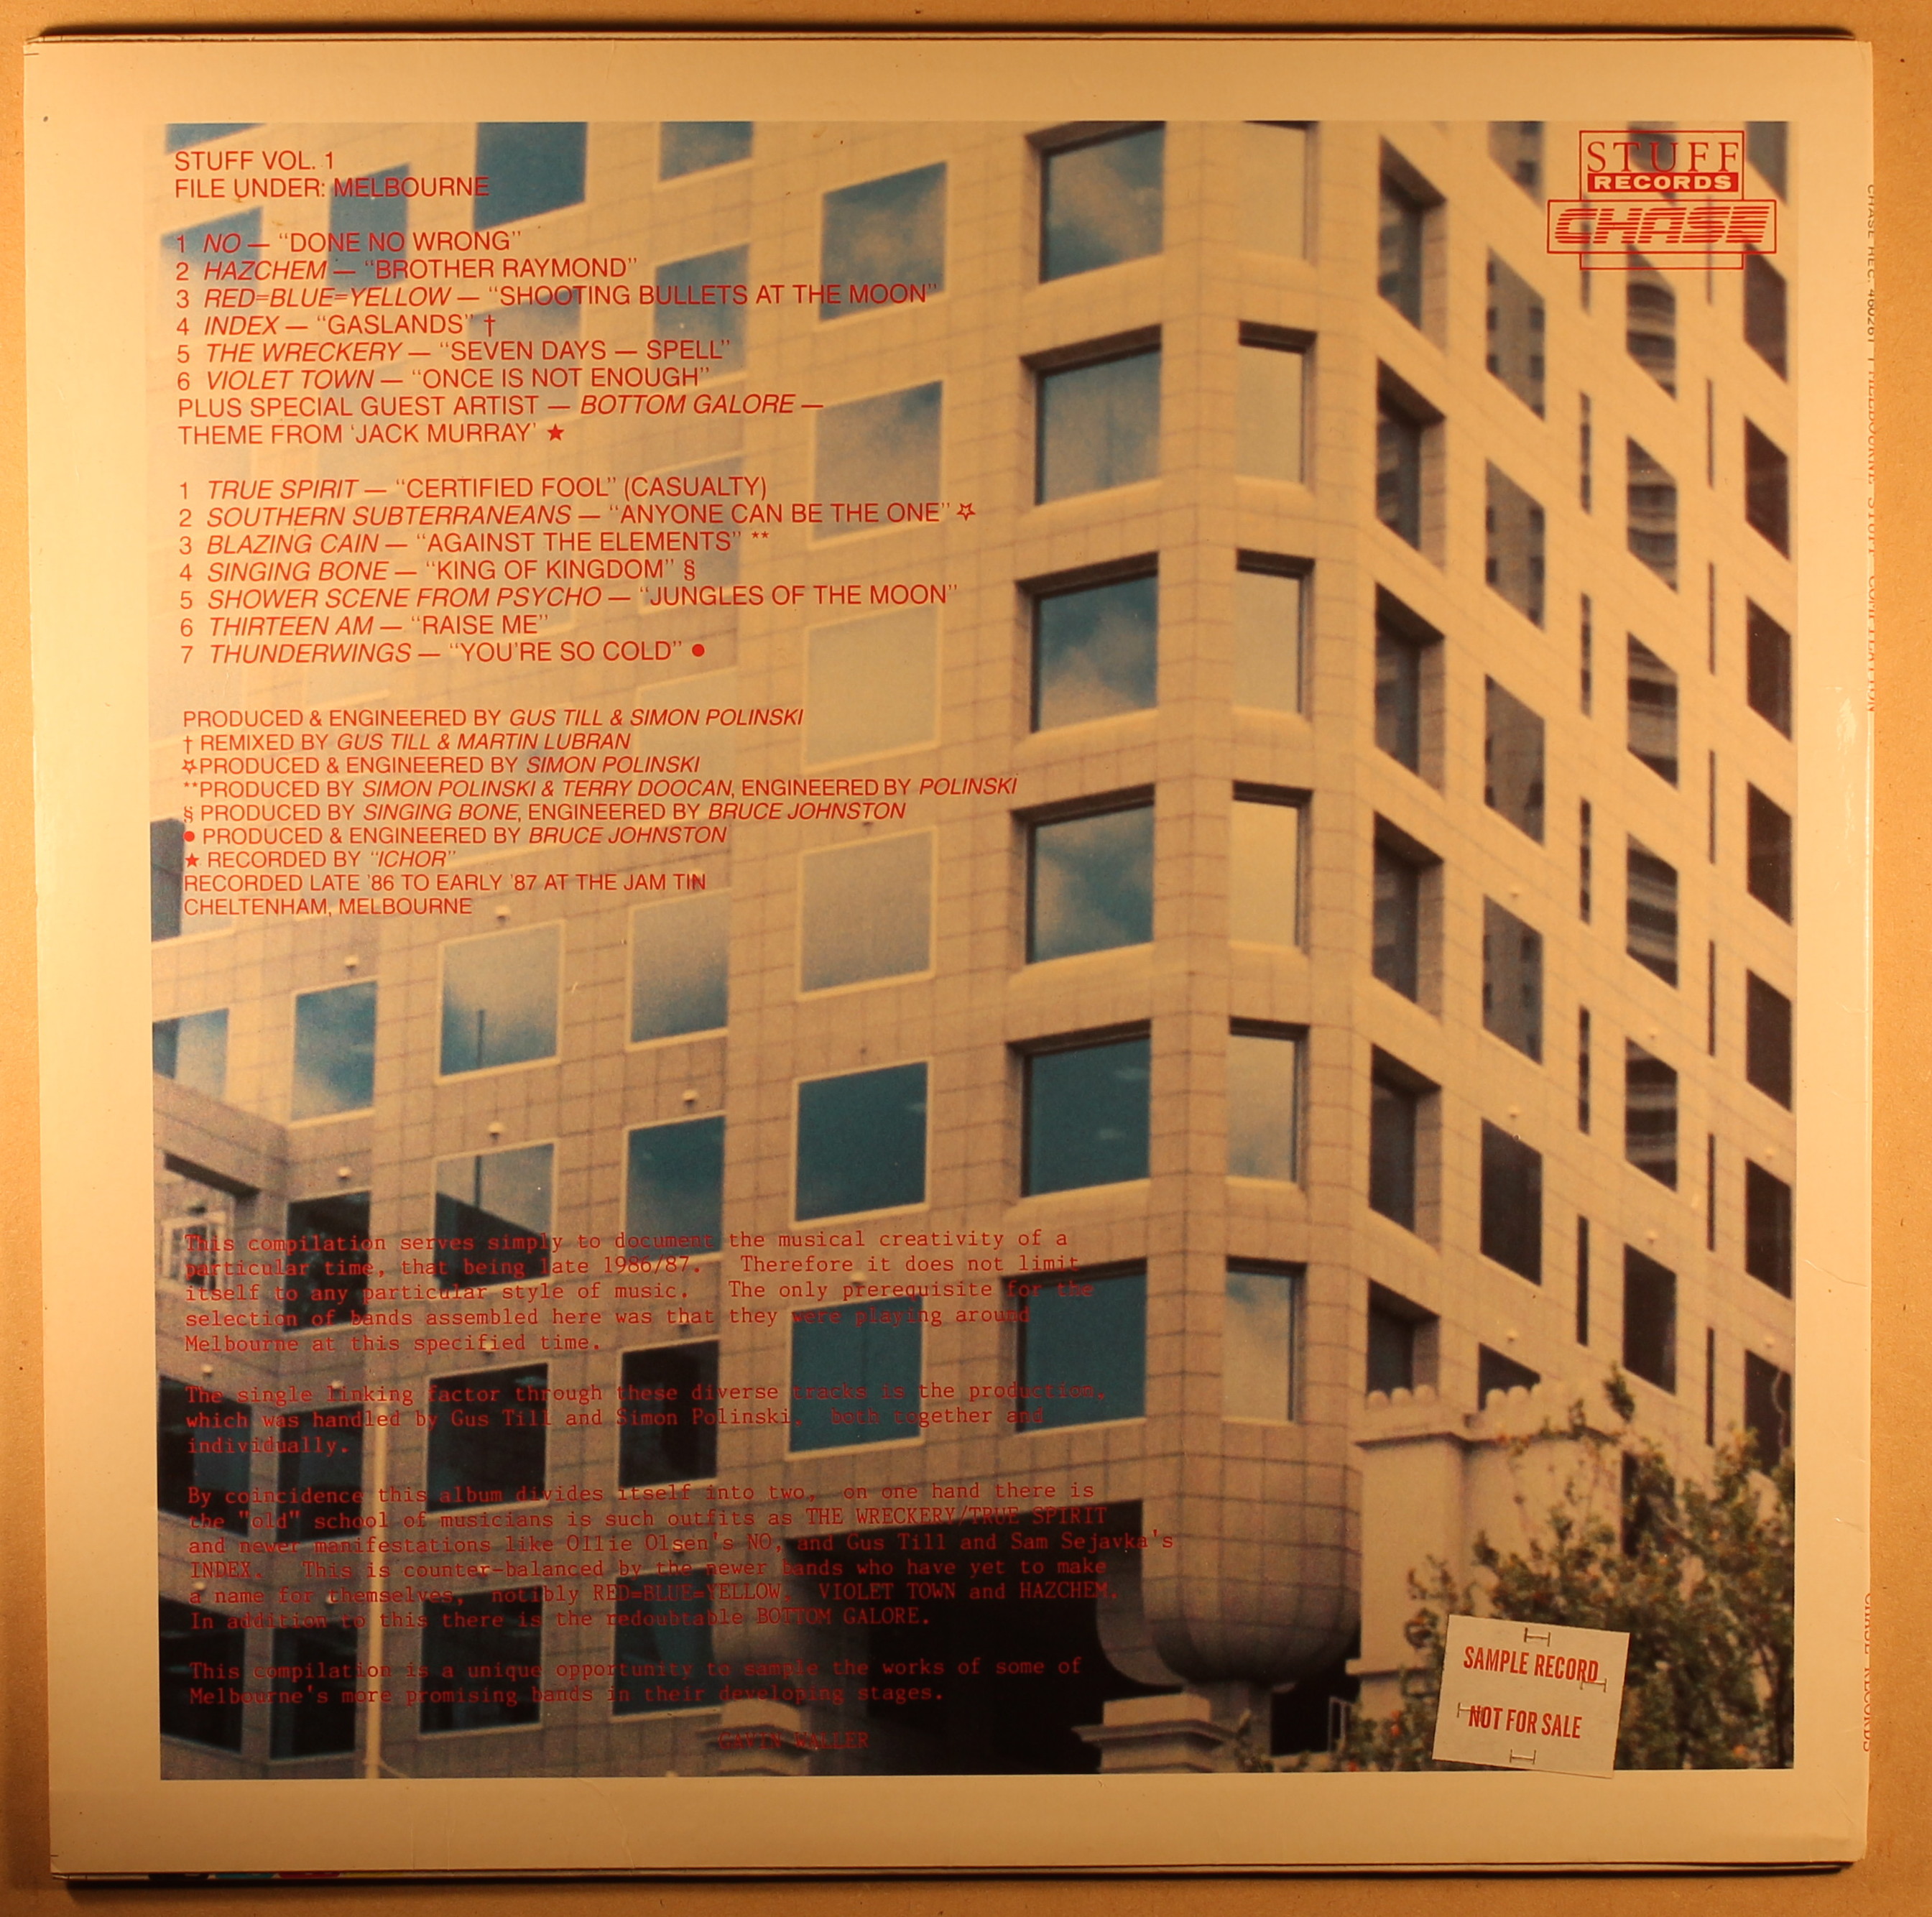 STUFF VOL. 1
FILE UNDER: MELBOURNE
STUFF
RECORDS
CHASE
1 NO — “DONE NO WRONG”
2 HAZCHEM — “BROTHER RAYMOND”
3 RED=BLUE=YELLOW — “SHOOTING BULLETS AT THE MOON”
4 INDEX — “GASLANDS” †
5 THE WRECKERY — “SEVEN DAYS — SPELL”
6 VIOLET TOWN — “ONCE IS NOT ENOUGH”
PLUS SPECIAL GUEST ARTIST — BOTTOM GALORE —
THEME FROM ‘JACK MURRAY’ ★
1 TRUE SPIRIT — “CERTIFIED FOOL” (CASUALTY)
2 SOUTHERN SUBTERRANEANS — “ANYONE CAN BE THE ONE” ☆
3 BLAZING CAIN — “AGAINST THE ELEMENTS” **
4 SINGING BONE — “KING OF KINGDOM” §
5 SHOWER SCENE FROM PSYCHO — “JUNGLES OF THE MOON”
6 THIRTEEN AM — “RAISE ME”
7 THUNDERWINGS — “YOU’RE SO COLD” ●
PRODUCED & ENGINEERED BY GUS TILL & SIMON POLINSKI
† REMIXED BY GUS TILL & MARTIN LUBRAN
☆PRODUCED & ENGINEERED BY SIMON POLINSKI
**PRODUCED BY SIMON POLINSKI & TERRY DOOCAN, ENGINEERED BY POLINSKI
§ PRODUCED BY SINGING BONE, ENGINEERED BY BRUCE JOHNSTON
● PRODUCED & ENGINEERED BY BRUCE JOHNSTON
★ RECORDED BY “ICHOR”
RECORDED LATE ’86 TO EARLY ’87 AT THE JAM TIN
CHELTENHAM, MELBOURNE
This compilation serves simply to document the musical creativity of a
particular time, that being late 1986/87. Therefore it does not limit
itself to any particular style of music. The only prerequisite for the
selection of bands assembled here was that they were playing around
Melbourne at this specified time.
The single linking factor through these diverse tracks is the production,
which was handled by Gus Till and Simon Polinski, both together and
individually.
By coincidence this album divides itself into two, on one hand there is
the "old" school of musicians is such outfits as THE WRECKERY/TRUE SPIRIT
and newer manifestations like Ollie Olsen's NO, and Gus Till and Sam Sejavka's
INDEX. This is counter-balanced by the newer bands who have yet to make
a name for themselves, notibly RED=BLUE=YELLOW, VIOLET TOWN and HAZCHEM.
In addition to this there is the redoubtable BOTTOM GALORE.
This compilation is a unique opportunity to sample the works of some of
Melbourne's more promising bands in their developing stages.
GAVIN WALLER
SAMPLE RECORD
NOT FOR SALE